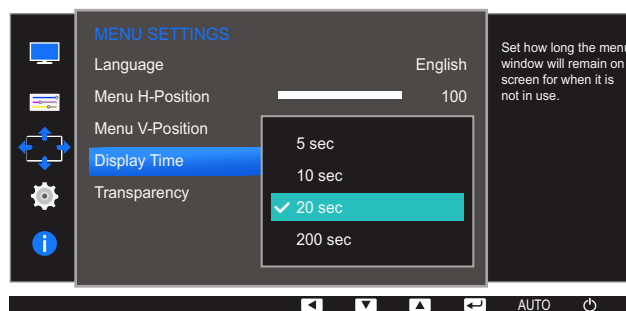 MENU SETTINGS
Language English
Menu H-Position 100
Menu V-Position
Display Time
Transparency
5 sec
10 sec
20 sec
200 sec
Set how long the menu
window will remain on
screen for when it is
not in use.
i
AUTO